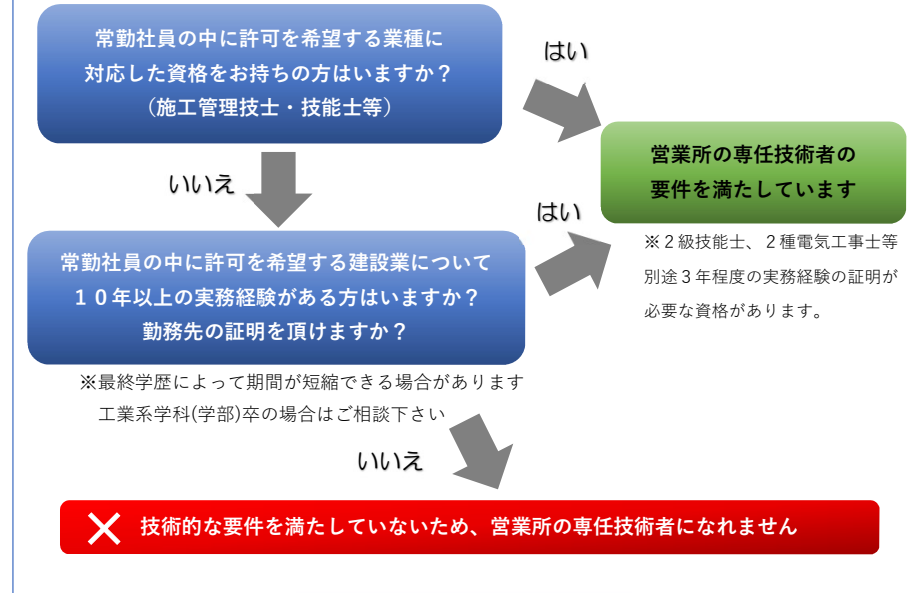 常勤社員の中に許可を希望する業種に
対応した資格をお持ちの方はいますか？
（施工管理技士・技能士等）
はい
営業所の専任技術者の
要件を満たしています
いいえ
はい
※２級技能士、２種電気工事士等
別途３年程度の実務経験の証明が
必要な資格があります。
常勤社員の中に許可を希望する建設業について
１０年以上の実務経験がある方はいますか？
勤務先の証明を頂けますか？
※最終学歴によって期間が短縮できる場合があります
工業系学科(学部)卒の場合はご相談下さい
いいえ
技術的な要件を満たしていないため、営業所の専任技術者になれません